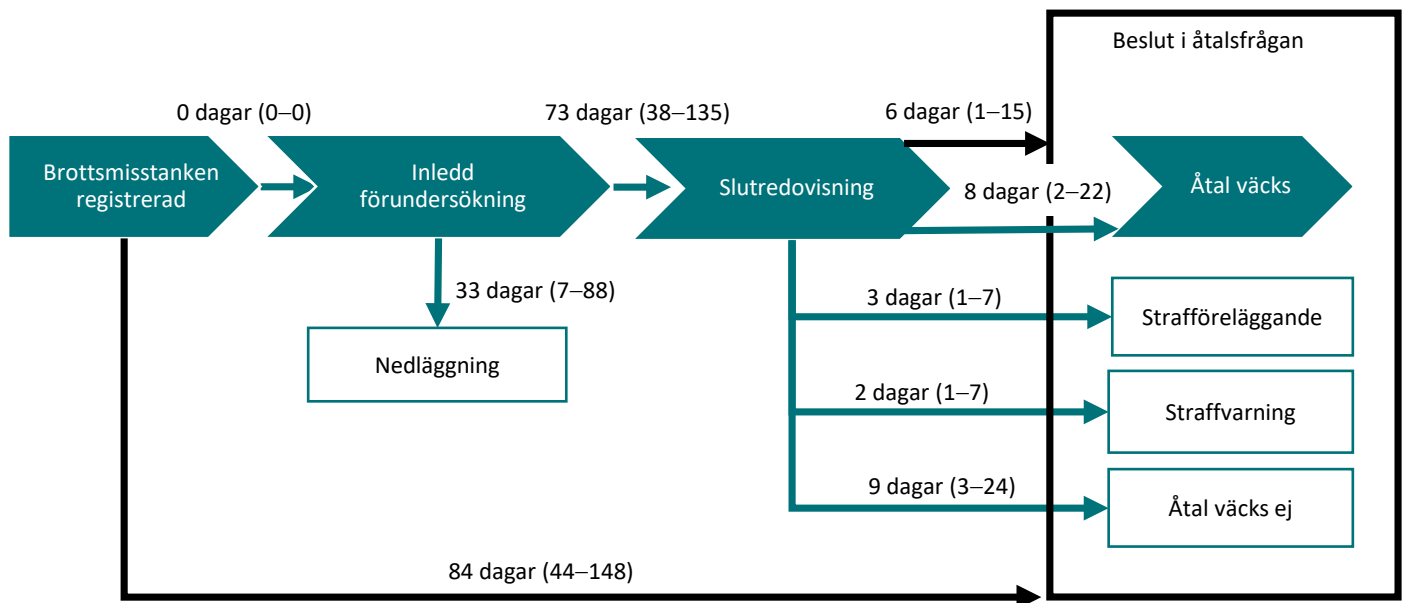 Beslut i åtalsfrågan
0 dagar (0–0)
73 dagar (38–135)
6 dagar (1–15)
Brottsmisstanken
registrerad
Inledd
förundersökning
Slutredovisning
8 dagar (2–22)
Åtal väcks
33 dagar (7–88)
Nedläggning
3 dagar (1–7)
Strafföreläggande
2 dagar (1–7)
Straffvarning
9 dagar (3–24)
Åtal väcks ej
84 dagar (44–148)